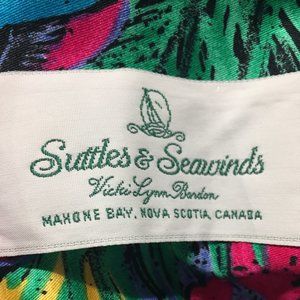 Suttles & Seawinds
Vicki Lynn Bardon
MAHONE BAY, NOVA SCOTIA, CANADA